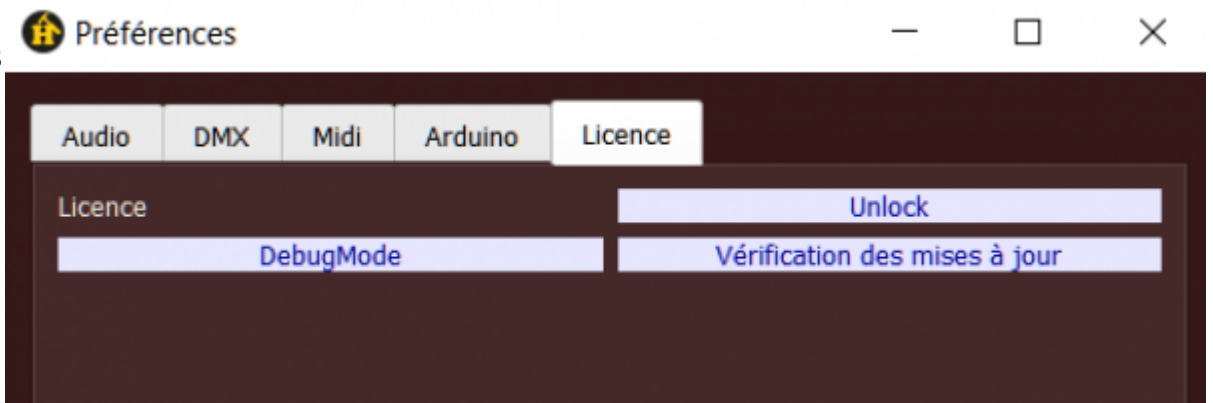 Préférences
Audio DMX Midi Arduino Licence
Licence Unlock
DebugMode Vérification des mises à jour